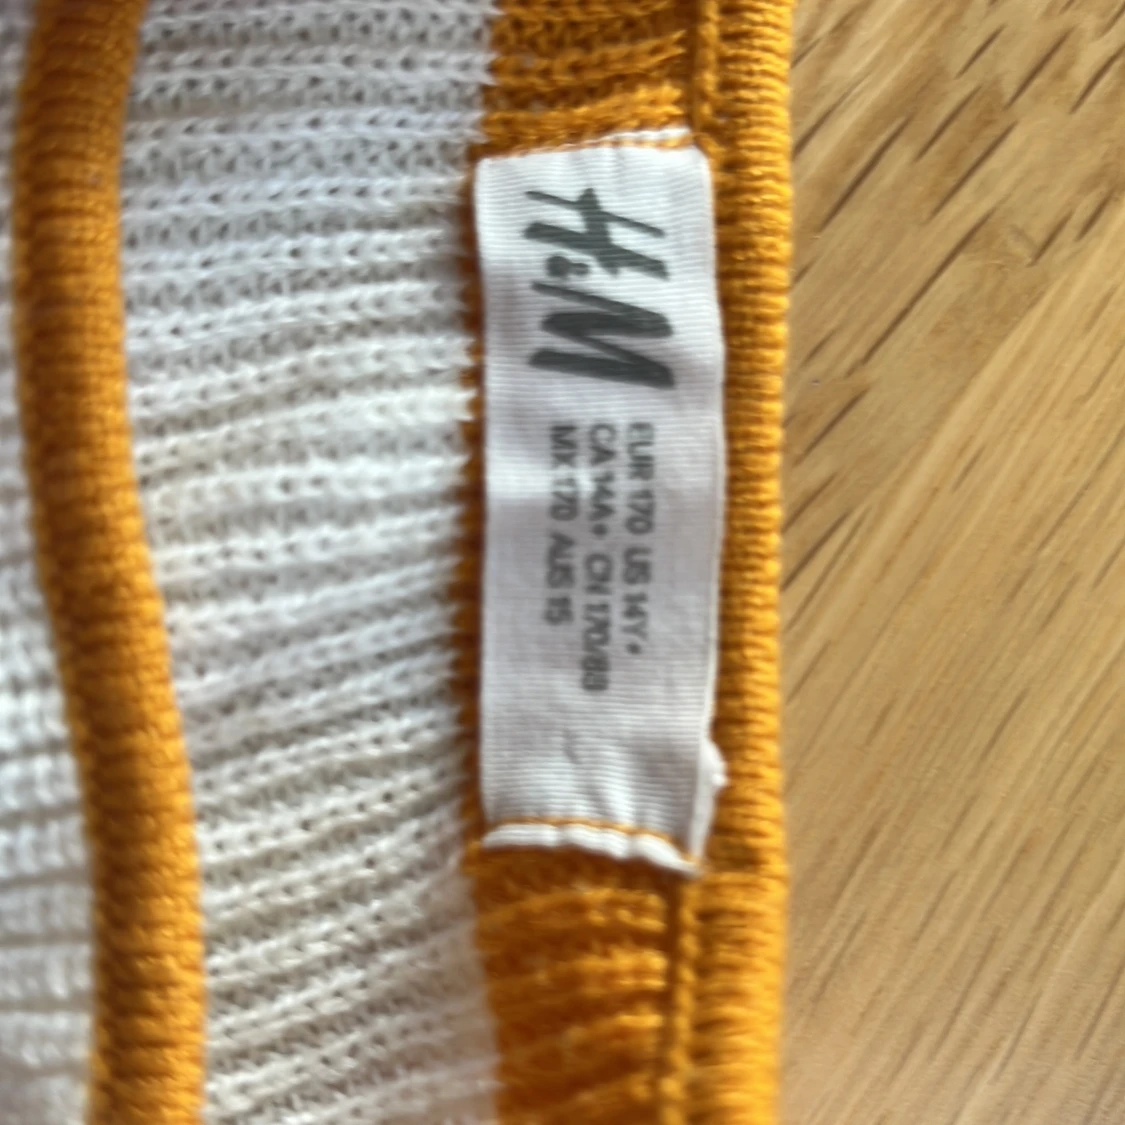 H&M
EUR 170 US 14Y+
CA 14A+ CN 170/88
MX 170 AUS 15